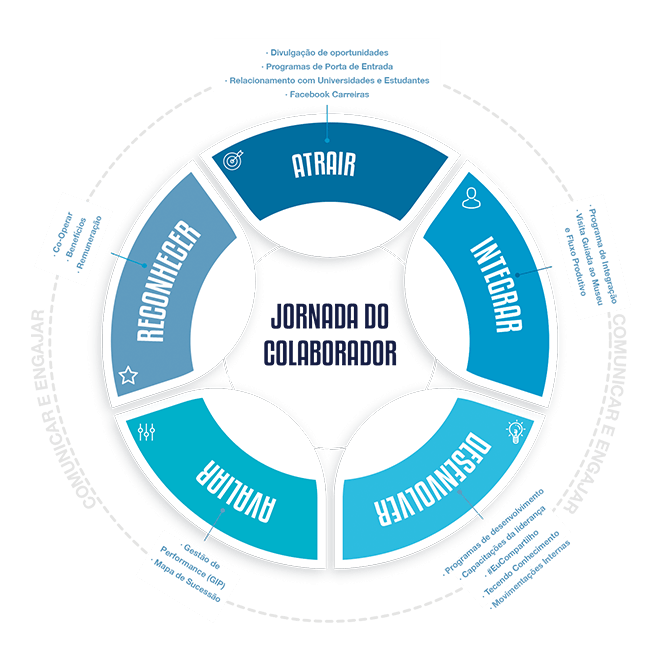 · Divulgação de oportunidades
· Programas de Porta de Entrada
· Relacionamento com Universidades e Estudantes
· Facebook Carreiras
ATRAIR
INTEGRAR
· Programa de Integração
· Visita Guiada ao Museu
e Fluxo Produtivo
COMUNICAR E ENGAJAR
DESENVOLVER
· Programas de desenvolvimento
· Capacitações da liderança
· #EuCompartilho
· Tecendo Conhecimento
· Movimentações Internas
AVALIAR
· Gestão de
Performance (GIP)
· Mapa de Sucessão
COMUNICAR E ENGAJAR
RECONHECER
· Co-Operar
· Benefícios
· Remuneração
JORNADA DO
COLABORADOR